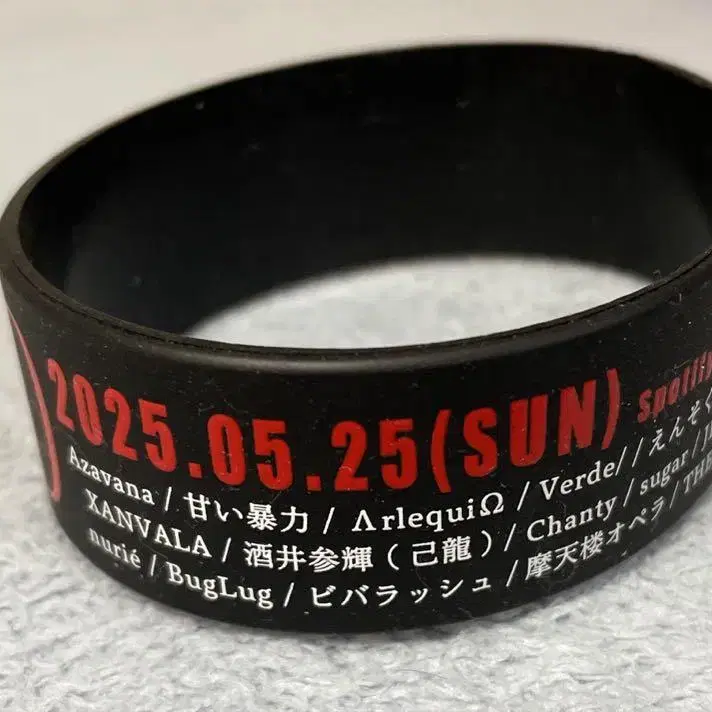 2025.05.25(SUN) spotify
Azavana / 甘い暴力 / ΛrlequiΩ / Verde/ / えんそく
XANVALA / 酒井参輝 ( 己龍 ) / Chanty / sugar /
nurié / BugLug / ビバラッシュ / 摩天楼オペラ / THE